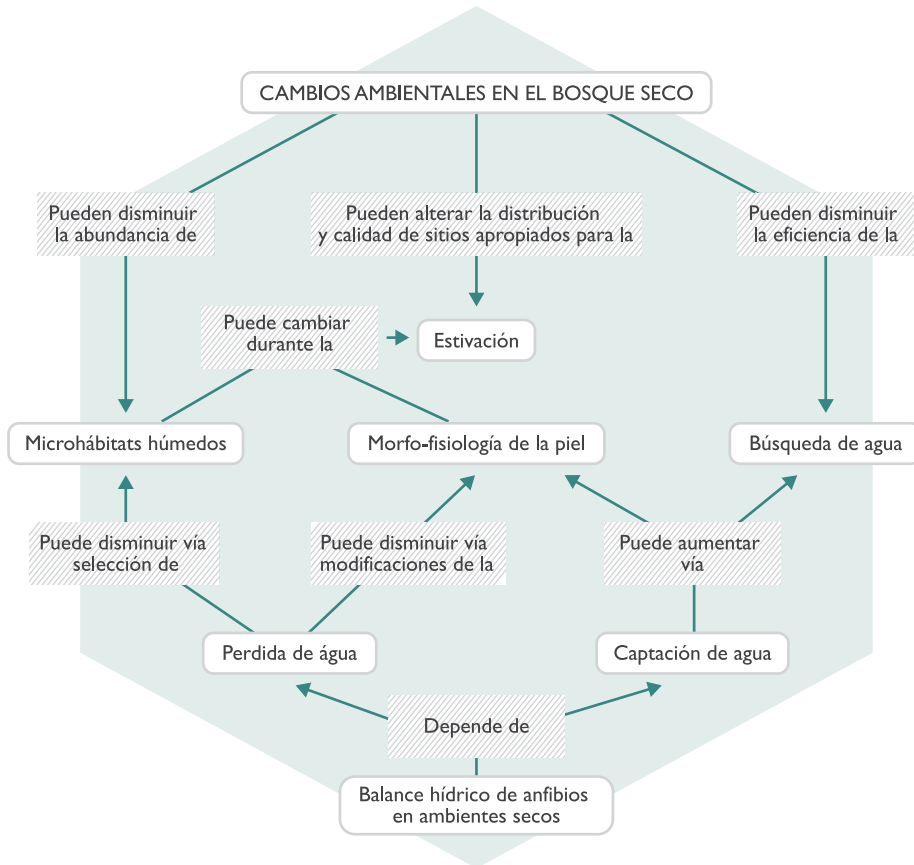 CAMBIOS AMBIENTALES EN EL BOSQUE SECO
Pueden disminuir
la abundancia de
Pueden alterar la distribución
y calidad de sitios apropiados para la
Pueden disminuir
la eficiencia de la
Puede cambiar
durante la
Estivación
Microhábitats húmedos
Morfo-fisiología de la piel
Búsqueda de agua
Puede disminuir vía
selección de
Puede disminuir vía
modificaciones de la
Puede aumentar
vía
Perdida de água
Captación de agua
Depende de
Balance hídrico de anfibios
en ambientes secos